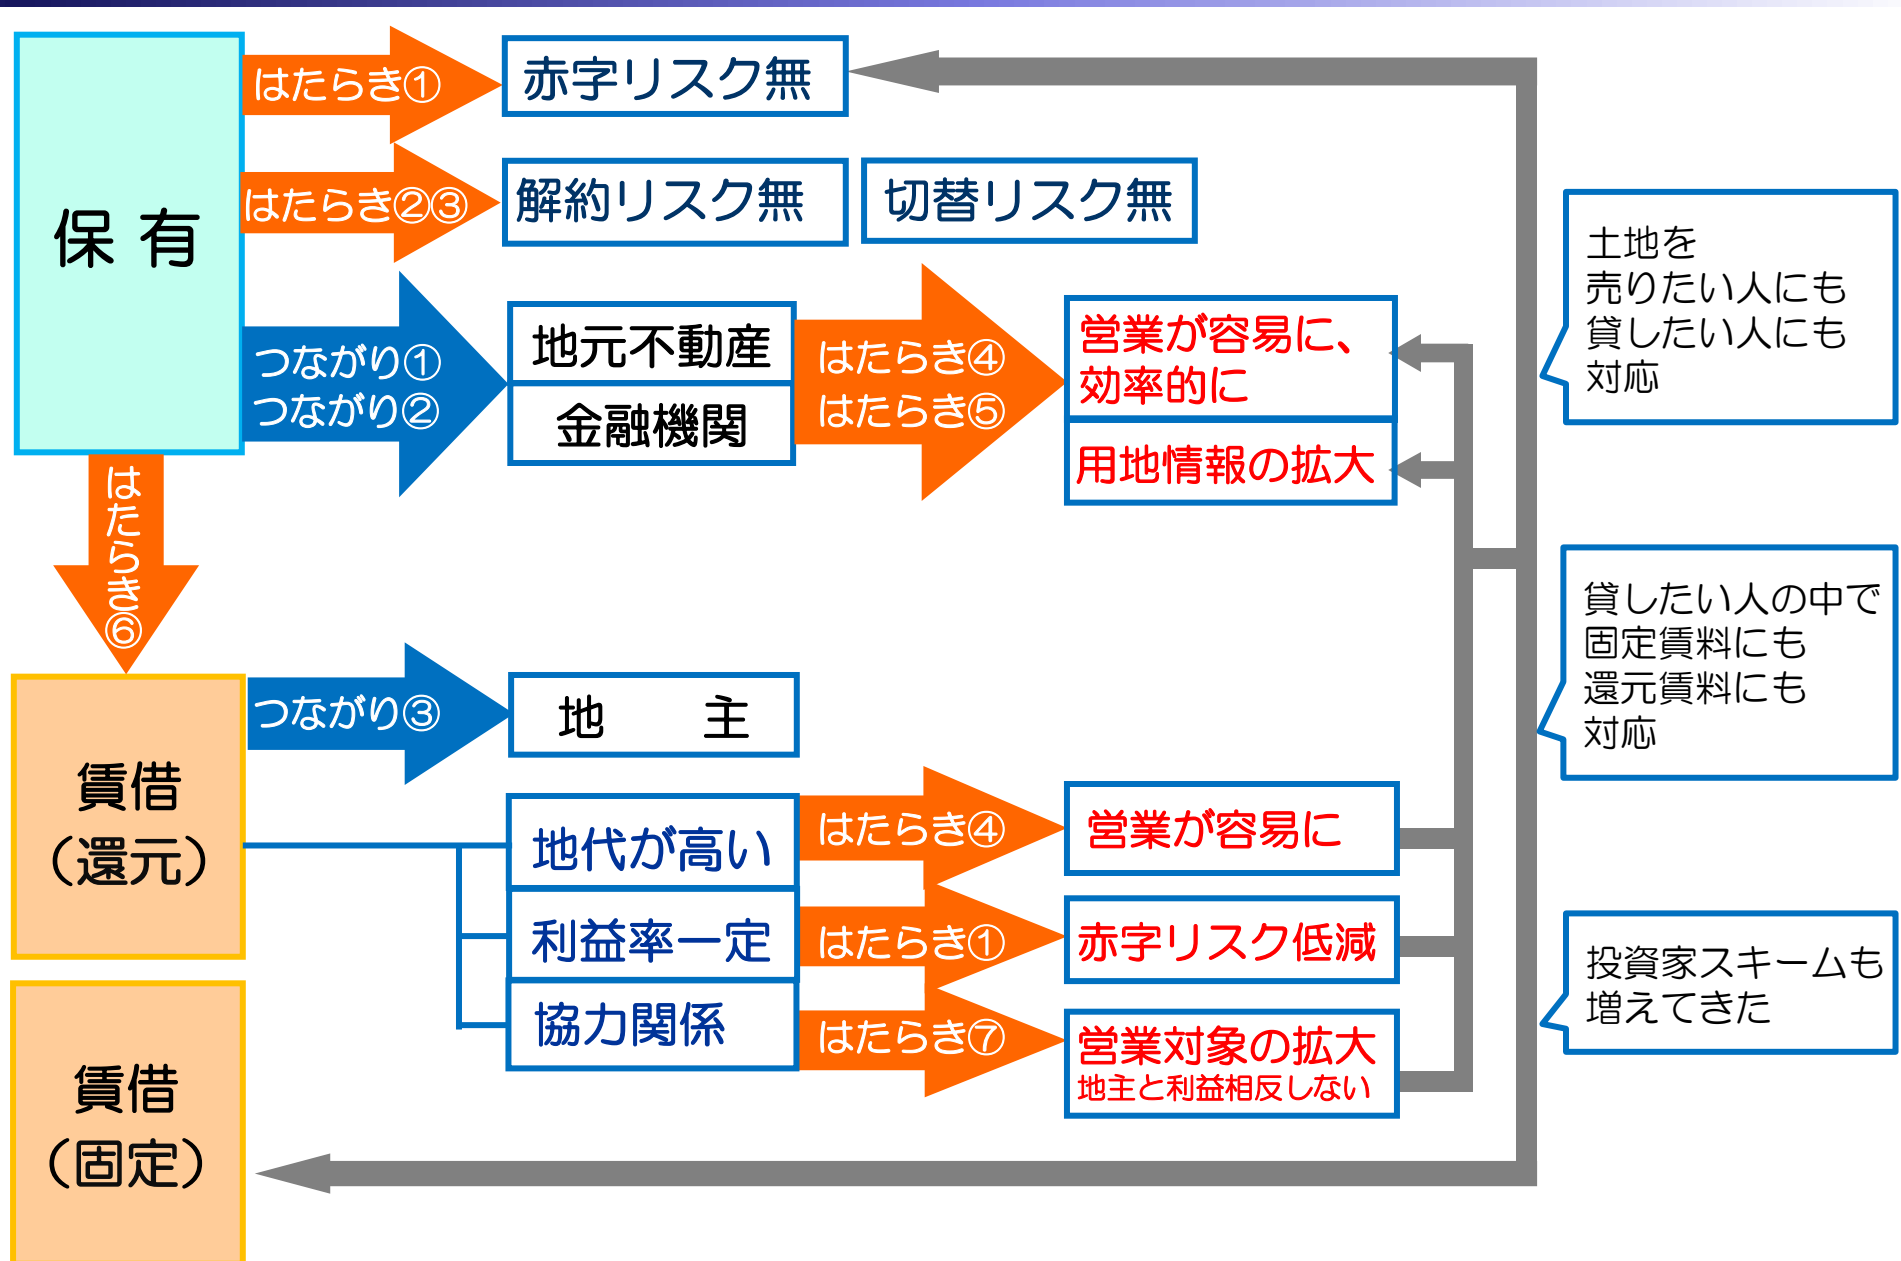 保 有
はたらき①
赤字リスク無
はたらき②③
解約リスク無
切替リスク無
つながり①
つながり②
地元不動産
金融機関
はたらき④
はたらき⑤
営業が容易に、
効率的に
用地情報の拡大
土地を
売りたい人にも
貸したい人にも
対応
はたらき⑥
貸したい人の中で
固定賃料にも
還元賃料にも
対応
賃借
(還元)
つながり③
地 主
地代が高い
はたらき④
営業が容易に
利益率一定
はたらき①
赤字リスク低減
協力関係
はたらき⑦
営業対象の拡大
地主と利益相反しない
投資家スキームも
増えてきた
賃借
(固定)